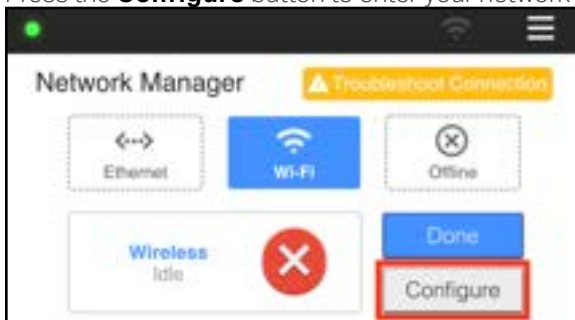 Press the Configure button to enter your network
Network Manager
Troubleshoot Connection
Ethernet
Wi-Fi
Offline
Wireless
Idle
Done
Configure